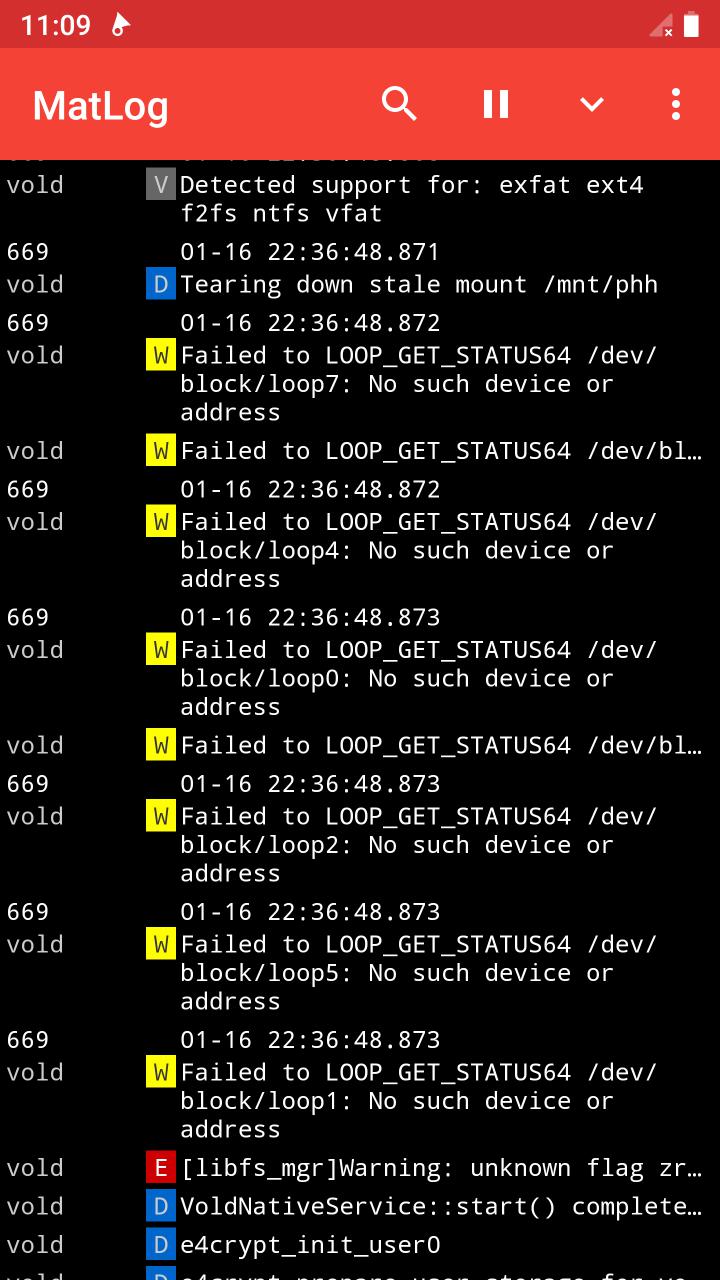 11:09
MatLog
vold V Detected support for: exfat ext4
f2fs ntfs vfat
669 01-16 22:36:48.871
vold D Tearing down stale mount /mnt/phh
669 01-16 22:36:48.872
vold W Failed to LOOP_GET_STATUS64 /dev/
block/loop7: No such device or
address
vold W Failed to LOOP_GET_STATUS64 /dev/bl…
669 01-16 22:36:48.872
vold W Failed to LOOP_GET_STATUS64 /dev/
block/loop4: No such device or
address
669 01-16 22:36:48.873
vold W Failed to LOOP_GET_STATUS64 /dev/
block/loop0: No such device or
address
vold W Failed to LOOP_GET_STATUS64 /dev/bl…
669 01-16 22:36:48.873
vold W Failed to LOOP_GET_STATUS64 /dev/
block/loop2: No such device or
address
669 01-16 22:36:48.873
vold W Failed to LOOP_GET_STATUS64 /dev/
block/loop5: No such device or
address
669 01-16 22:36:48.873
vold W Failed to LOOP_GET_STATUS64 /dev/
block/loop1: No such device or
address
vold E [libfs_mgr]Warning: unknown flag zr…
vold D VoldNativeService::start() complete…
vold D e4crypt_init_user0